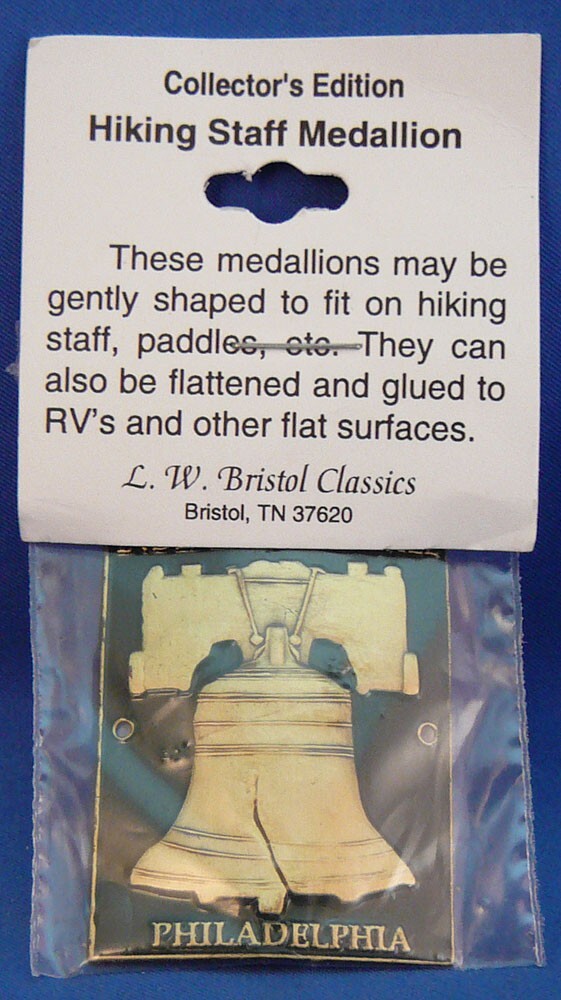 Collector's Edition
Hiking Staff Medallion
These medallions may be
gently shaped to fit on hiking
staff, paddles, etc. They can
also be flattened and glued to
RV's and other flat surfaces.
L. W. Bristol Classics
Bristol, TN 37620
PHILADELPHIA